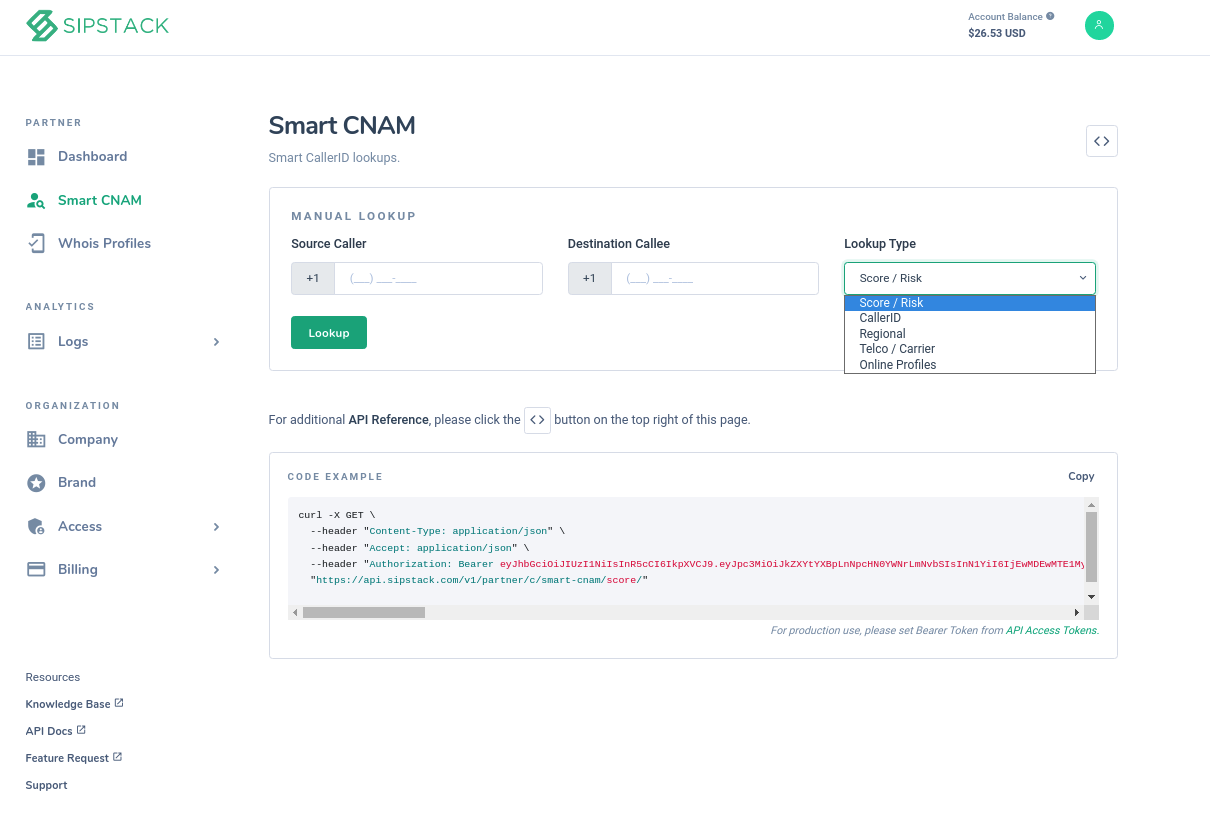 SIPSTACK
Account Balance
$26.53 USD
PARTNER
Dashboard
Smart CNAM
Whois Profiles
ANALYTICS
Logs
ORGANIZATION
Company
Brand
Access
Billing
Resources
Knowledge Base
API Docs
Feature Request
Support
Smart CNAM
Smart CallerID lookups.
MANUAL LOOKUP
Source Caller
+1 (___) ___-____
Destination Callee
+1 (___) ___-____
Lookup Type
Score / Risk
Score / Risk
CallerID
Regional
Telco / Carrier
Online Profiles
Lookup
For additional API Reference, please click the <> button on the top right of this page.
CODE EXAMPLE
Copy
curl -X GET \
--header "Content-Type: application/json" \
--header "Accept: application/json" \
--header "Authorization: Bearer eyJhbGciOiJIUzI1NiIsInR5cCI6IkpXVCJ9.eyJpc3MiOiJkZXYtYXBpLnNpcHN0YWNrLmNvbSIsInN1YiI6IjEwMDEwMTE1My
"https://api.sipstack.com/v1/partner/c/smart-cnam/score/"
For production use, please set Bearer Token from API Access Tokens.